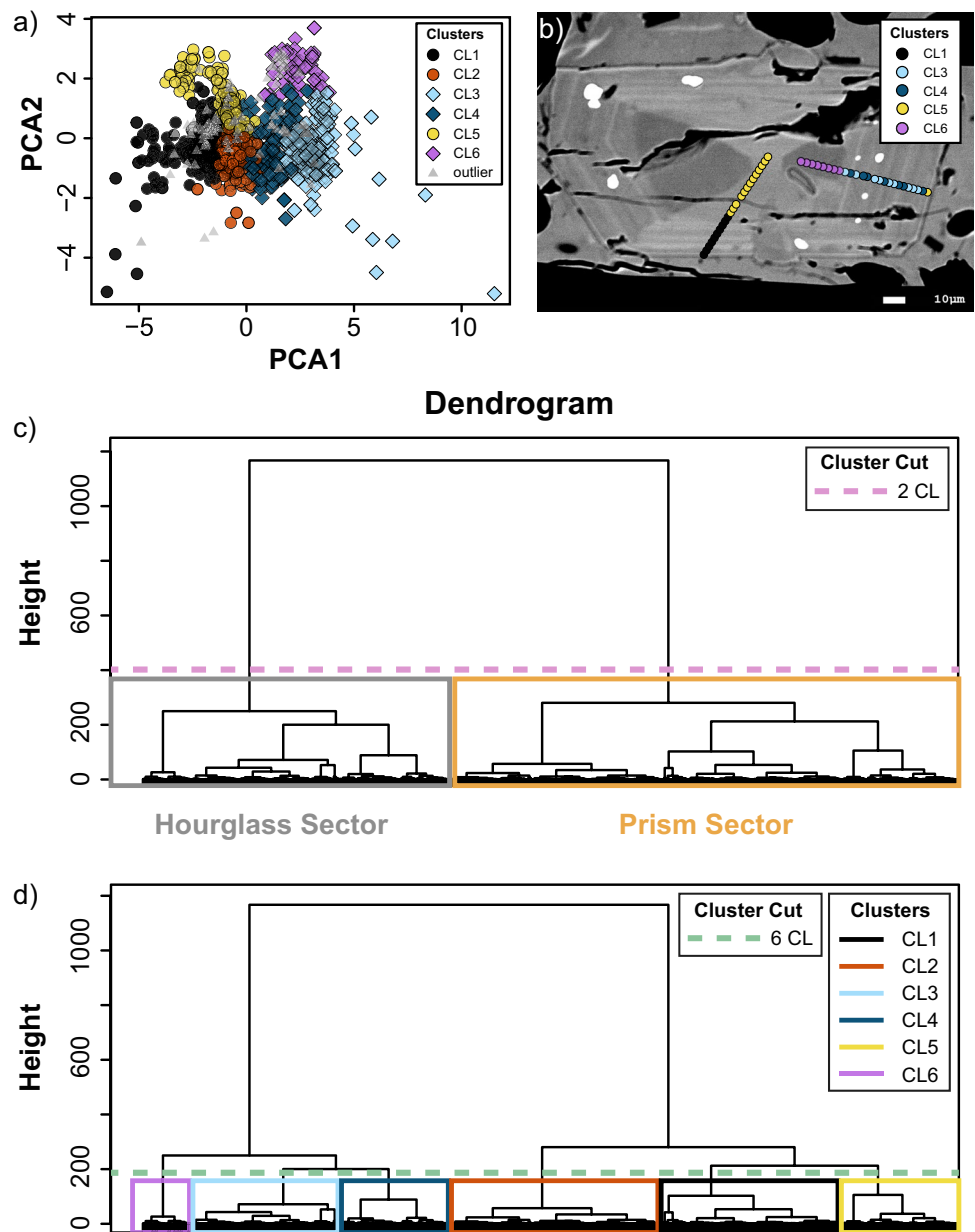 a)
Clusters
CL1
CL2
CL3
CL4
CL5
CL6
outlier
4
2
0
−2
−4
PCA2
−5
0
5
10
PCA1
b)
Clusters
CL1
CL3
CL4
CL5
CL6
10µm
Dendrogram
c)
Cluster Cut
2 CL
1000
600
200
0
Height
Hourglass Sector
Prism Sector
d)
Cluster Cut
6 CL
Clusters
CL1
CL2
CL3
CL4
CL5
CL6
1000
600
200
0
Height